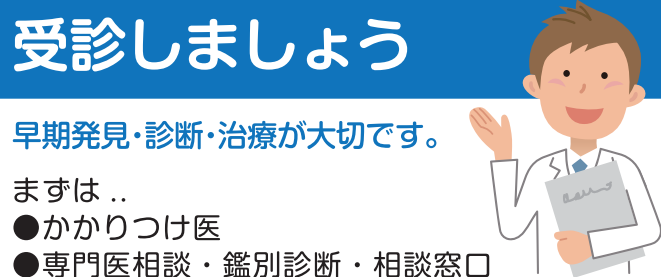 受診しましょう
早期発見･診断･治療が大切です。
まずは ‥
●かかりつけ医
●専門医相談・鑑別診断・相談窓口